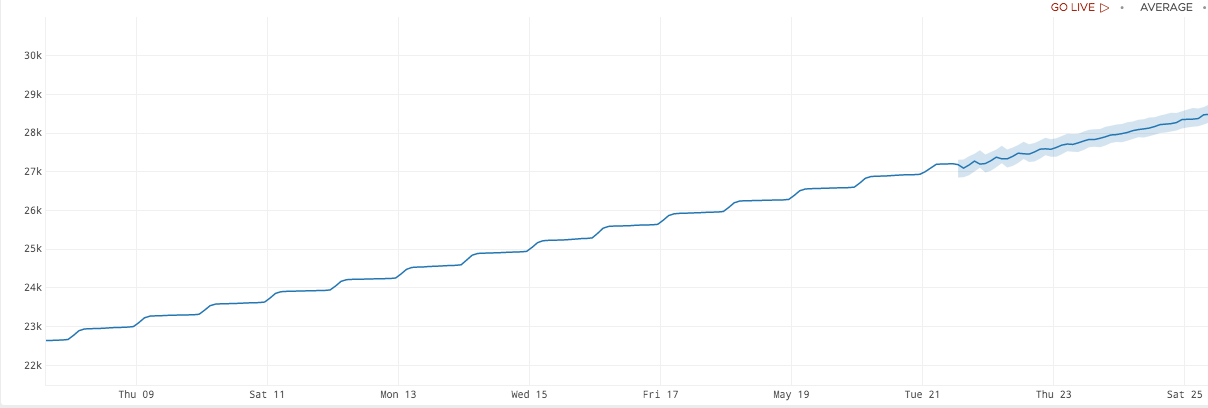 GO LIVE ▷ • AVERAGE •
30k
29k
28k
27k
26k
25k
24k
23k
22k
Thu 09 Sat 11 Mon 13 Wed 15 Fri 17 May 19 Tue 21 Thu 23 Sat 25